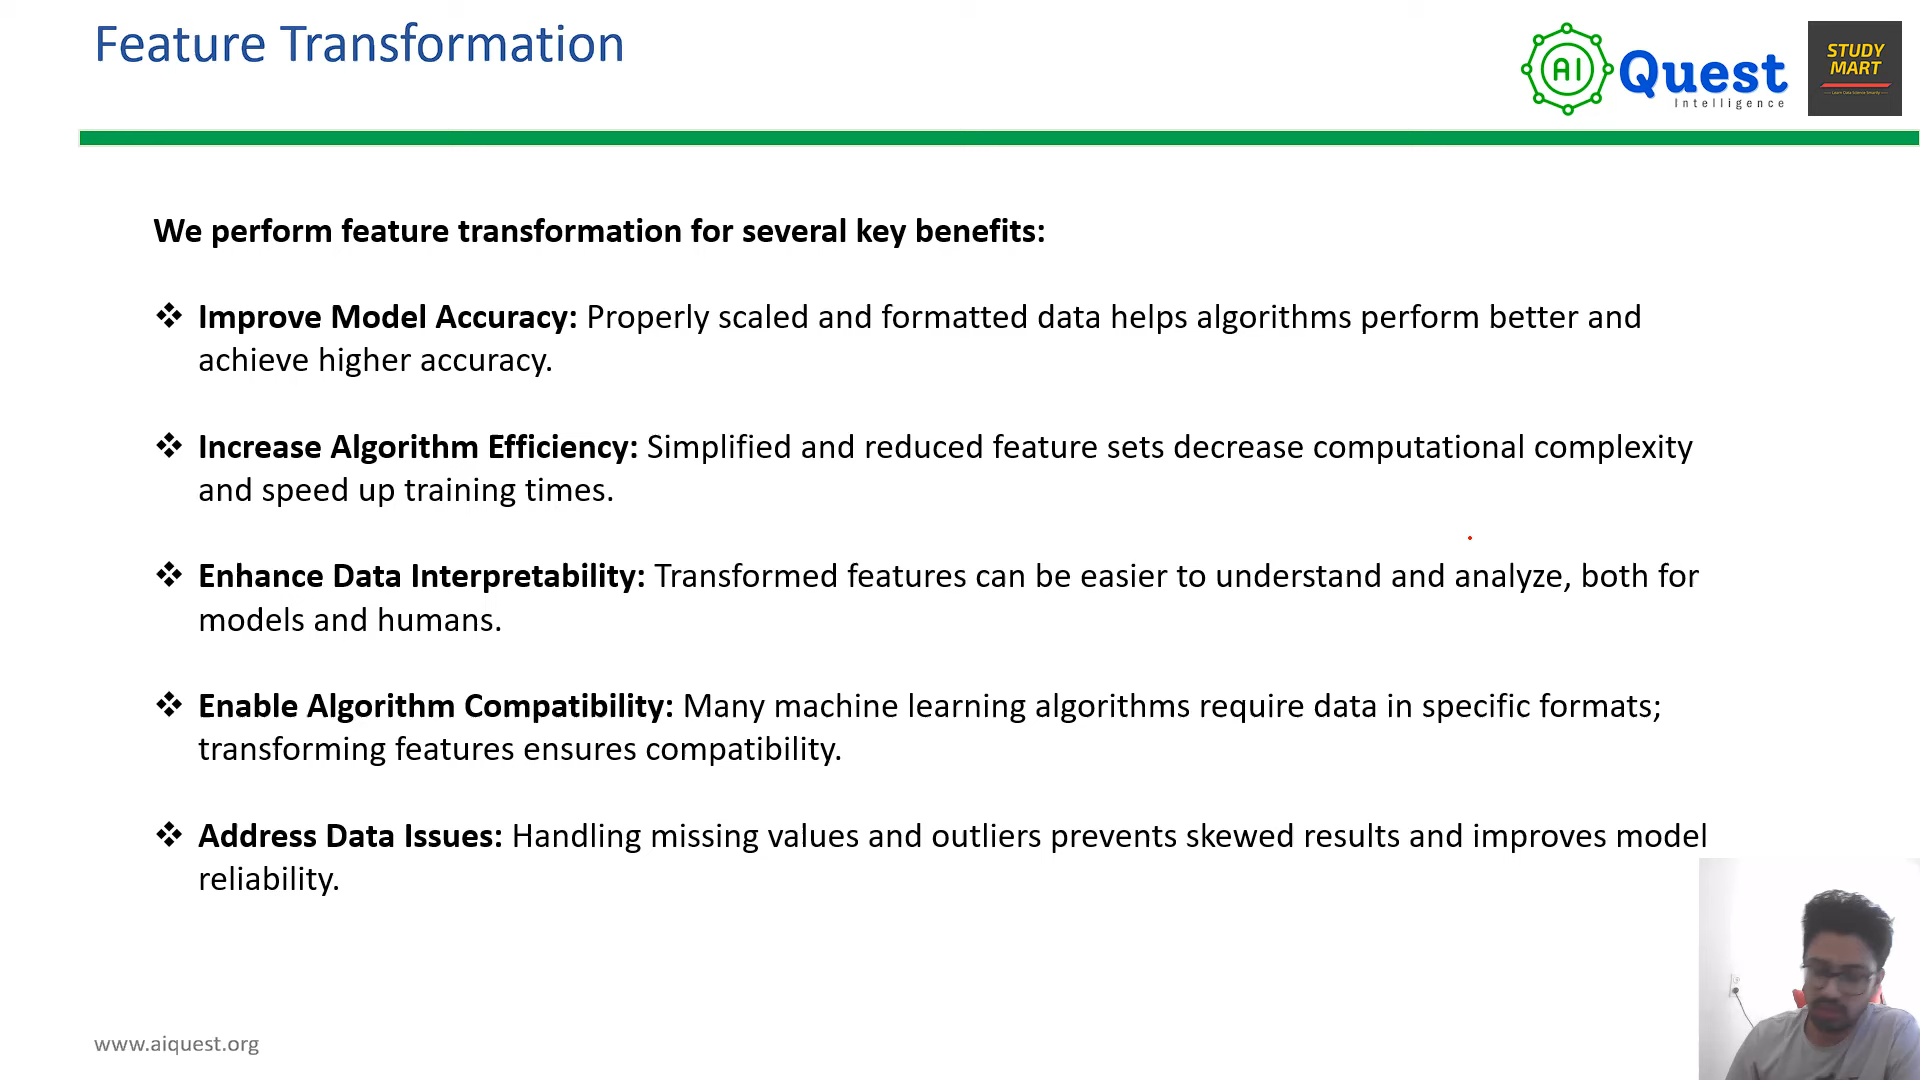 Feature Transformation
AI Quest
Intelligence
STUDY
MART
We perform feature transformation for several key benefits:
❖ Improve Model Accuracy: Properly scaled and formatted data helps algorithms perform better and
achieve higher accuracy.
❖ Increase Algorithm Efficiency: Simplified and reduced feature sets decrease computational complexity
and speed up training times.
❖ Enhance Data Interpretability: Transformed features can be easier to understand and analyze, both for
models and humans.
❖ Enable Algorithm Compatibility: Many machine learning algorithms require data in specific formats;
transforming features ensures compatibility.
❖ Address Data Issues: Handling missing values and outliers prevents skewed results and improves model
reliability.
www.aiquest.org